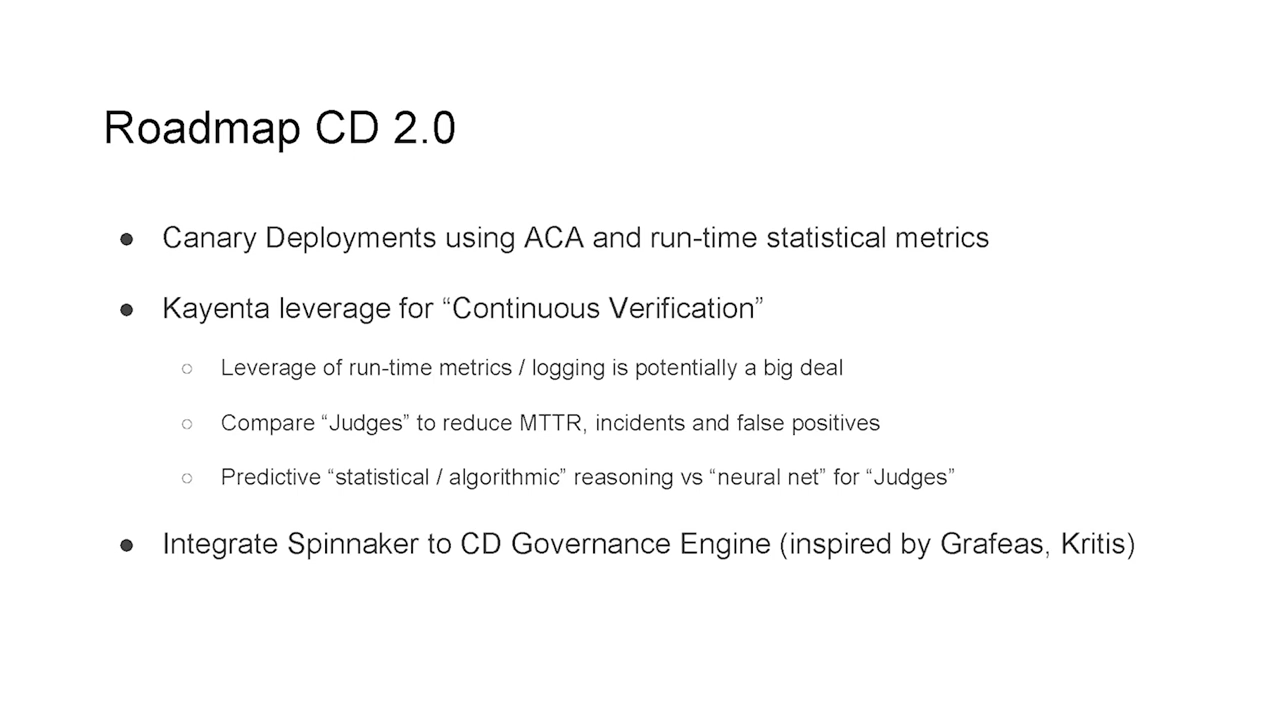 Roadmap CD 2.0
● Canary Deployments using ACA and run-time statistical metrics
● Kayenta leverage for “Continuous Verification”
○ Leverage of run-time metrics / logging is potentially a big deal
○ Compare “Judges” to reduce MTTR, incidents and false positives
○ Predictive “statistical / algorithmic” reasoning vs “neural net” for “Judges”
● Integrate Spinnaker to CD Governance Engine (inspired by Grafeas, Kritis)